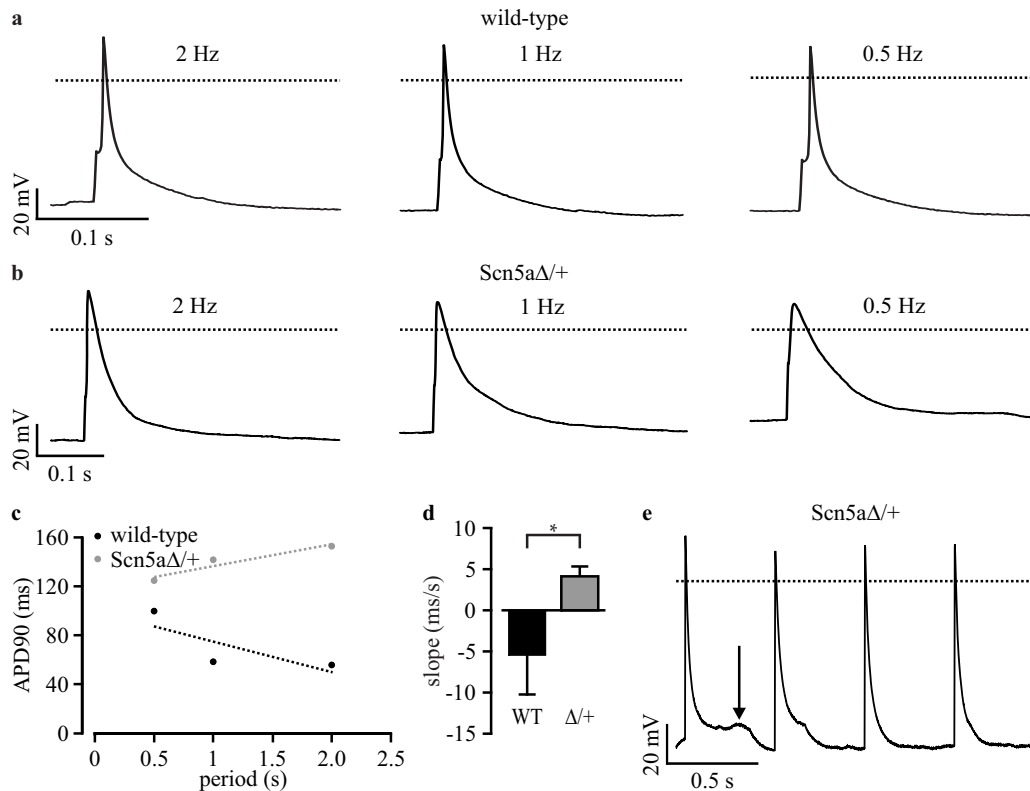 a
wild-type
2 Hz
1 Hz
0.5 Hz
20 mV
0.1 s
b
Scn5aΔ/+
2 Hz
1 Hz
0.5 Hz
20 mV
0.1 s
c
wild-type
Scn5aΔ/+
160
120
80
40
0
APD90 (ms)
0 0.5 1.0 1.5 2.0 2.5
period (s)
d
*
10
5
0
-5
-10
-15
slope (ms/s)
WT Δ/+
e
Scn5aΔ/+
20 mV
0.5 s